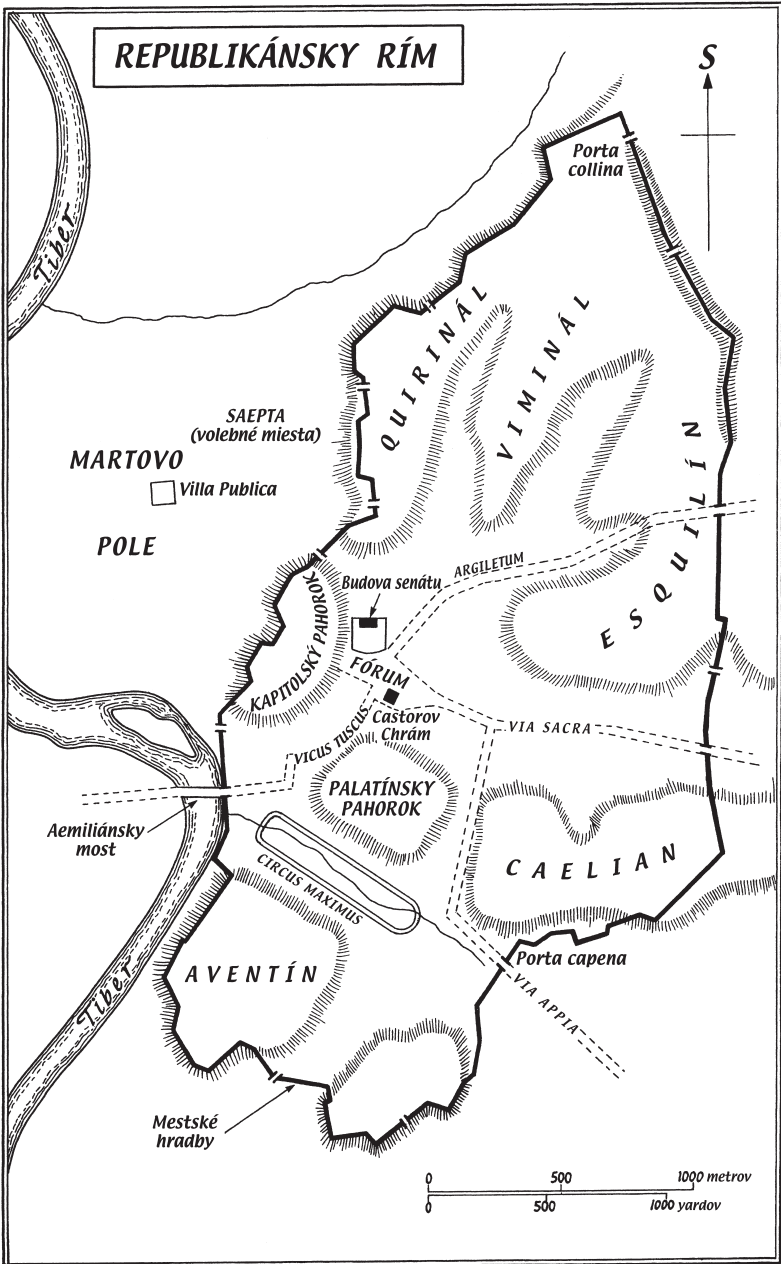 REPUBLIKÁNSKY RÍM
S
Porta
collina
Tiber
QUIRINÁL
VIMINÁL
SAEPTA
(volebné miesta)
MARTOVO
Villa Publica
POLE
ESQUILÍN
ARGILETUM
Budova senátu
KAPITOLSKÝ PAHOROK
FÓRUM
Castorov
Chrám
VICUS TUSCUS
VIA SACRA
PALATÍNSKY
PAHOROK
Aemiliánsky
most
CIRCUS MAXIMUS
CAELIAN
AVENTÍN
Porta capena
VIA APPIA
Tiber
Mestské
hradby
0 500 1000 metrov
0 500 1000 yardov